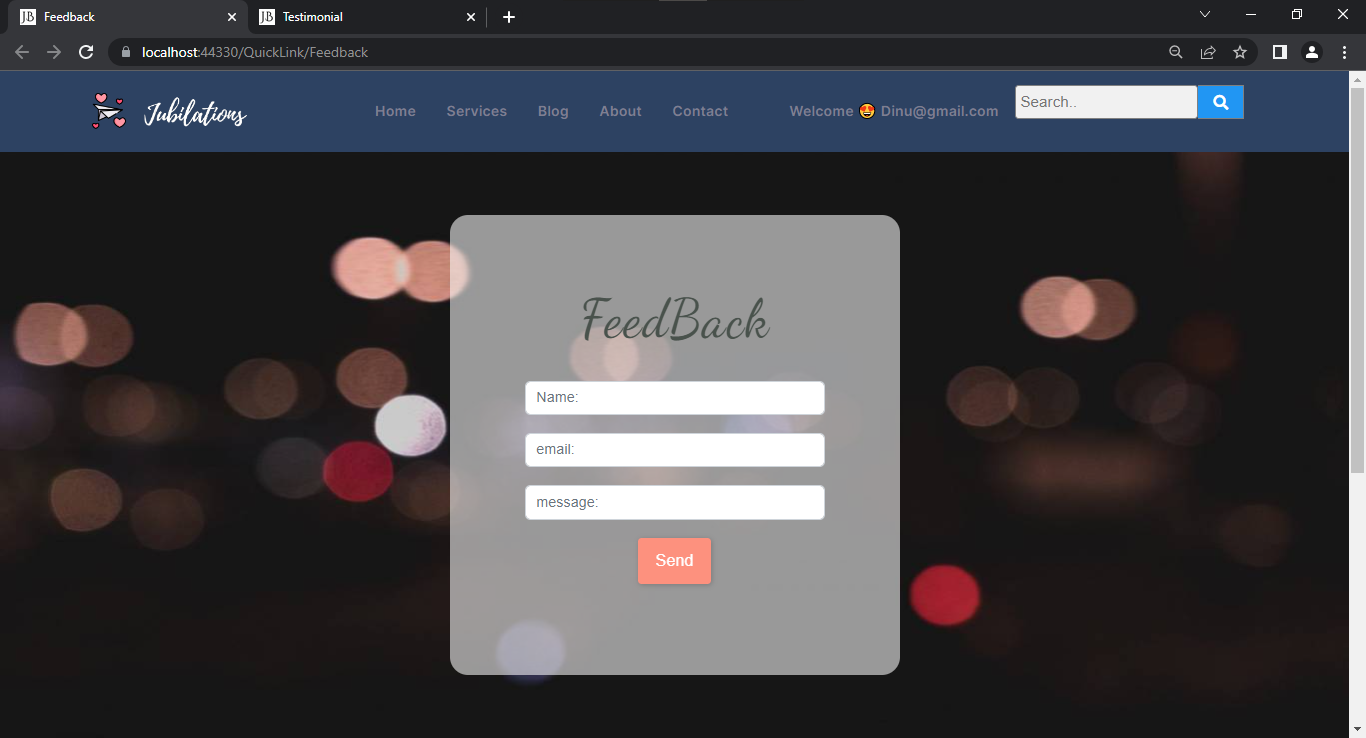 JB Feedback
JB Testimonial
localhost:44330/QuickLink/Feedback
Jubilations
Home Services Blog About Contact Welcome 😍 Dinu@gmail.com Search..
FeedBack
Name:
email:
message:
Send